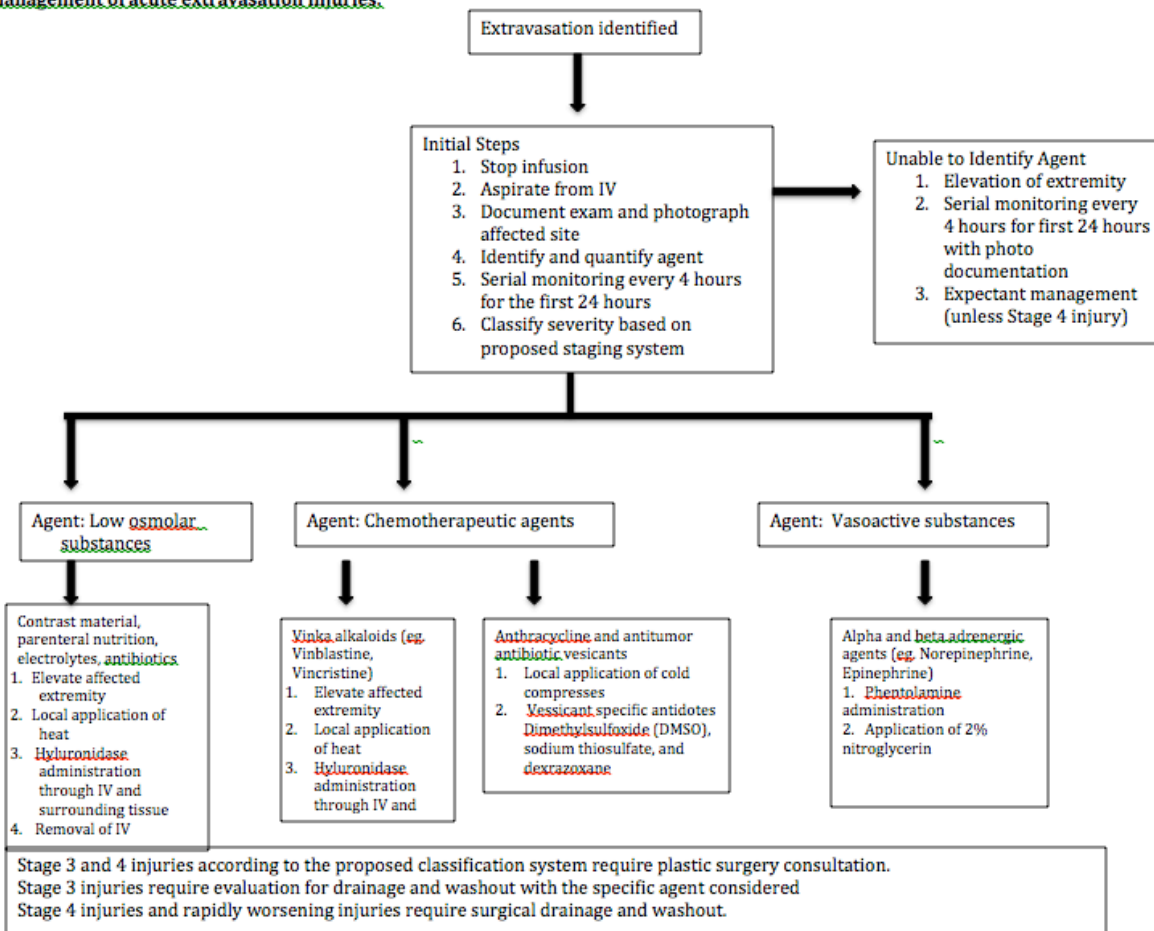 Management of acute extravasation injuries.
Extravasation identified
Initial Steps
1. Stop infusion
2. Aspirate from IV
3. Document exam and photograph
affected site
4. Identify and quantify agent
5. Serial monitoring every 4 hours
for the first 24 hours
6. Classify severity based on
proposed staging system
Unable to Identify Agent
1. Elevation of extremity
2. Serial monitoring every
4 hours for first 24 hours
with photo
documentation
3. Expectant management
(unless Stage 4 injury)
Agent: Low osmolar
substances
Agent: Chemotherapeutic agents
Agent: Vasoactive substances
Contrast material,
parenteral nutrition,
electrolytes, antibiotics
1. Elevate affected
extremity
2. Local application of
heat
3. Hyluronidase
administration
through IV and
surrounding tissue
4. Removal of IV
Vinka alkaloids (eg.
Vinblastine,
Vincristine)
1. Elevate affected
extremity
2. Local application
of heat
3. Hyluronidase
administration
through IV and
Anthracycline and antitumor
antibiotic vesicants
1. Local application of cold
compresses
2. Vessicant specific antidotes
Dimethylsulfoxide (DMSO),
sodium thiosulfate, and
dexrazoxane
Alpha and beta adrenergic
agents (eg. Norepinephrine,
Epinephrine)
1. Phentolamine
administration
2. Application of 2%
nitroglycerin
Stage 3 and 4 injuries according to the proposed classification system require plastic surgery consultation.
Stage 3 injuries require evaluation for drainage and washout with the specific agent considered
Stage 4 injuries and rapidly worsening injuries require surgical drainage and washout.